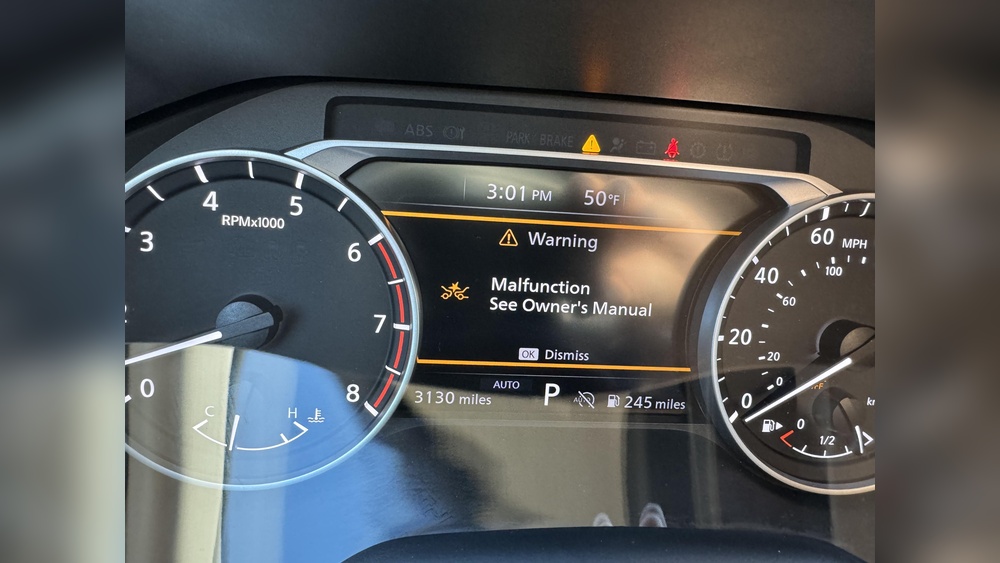 ABS
PARK BRAKE
3:01 PM 50°F
Warning
Malfunction
See Owner's Manual
OK Dismiss
AUTO
3130 miles P 245 miles
3 4 5 6 7 8 0
RPMx1000
C H
60 MPH
40
20
0
100
60
20
0
0
1/2